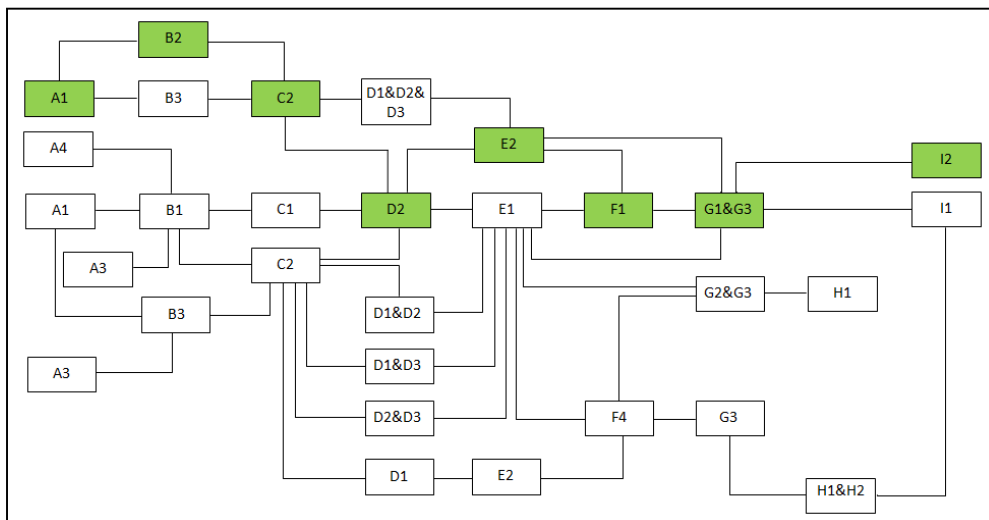 B2
A1
B3
C2
D1&D2&
D3
A4
E2
I2
A1
B1
C1
D2
E1
F1
G1&G3
I1
A3
C2
B3
D1&D2
G2&G3
H1
A3
D1&D3
D2&D3
F4
G3
D1
E2
H1&H2